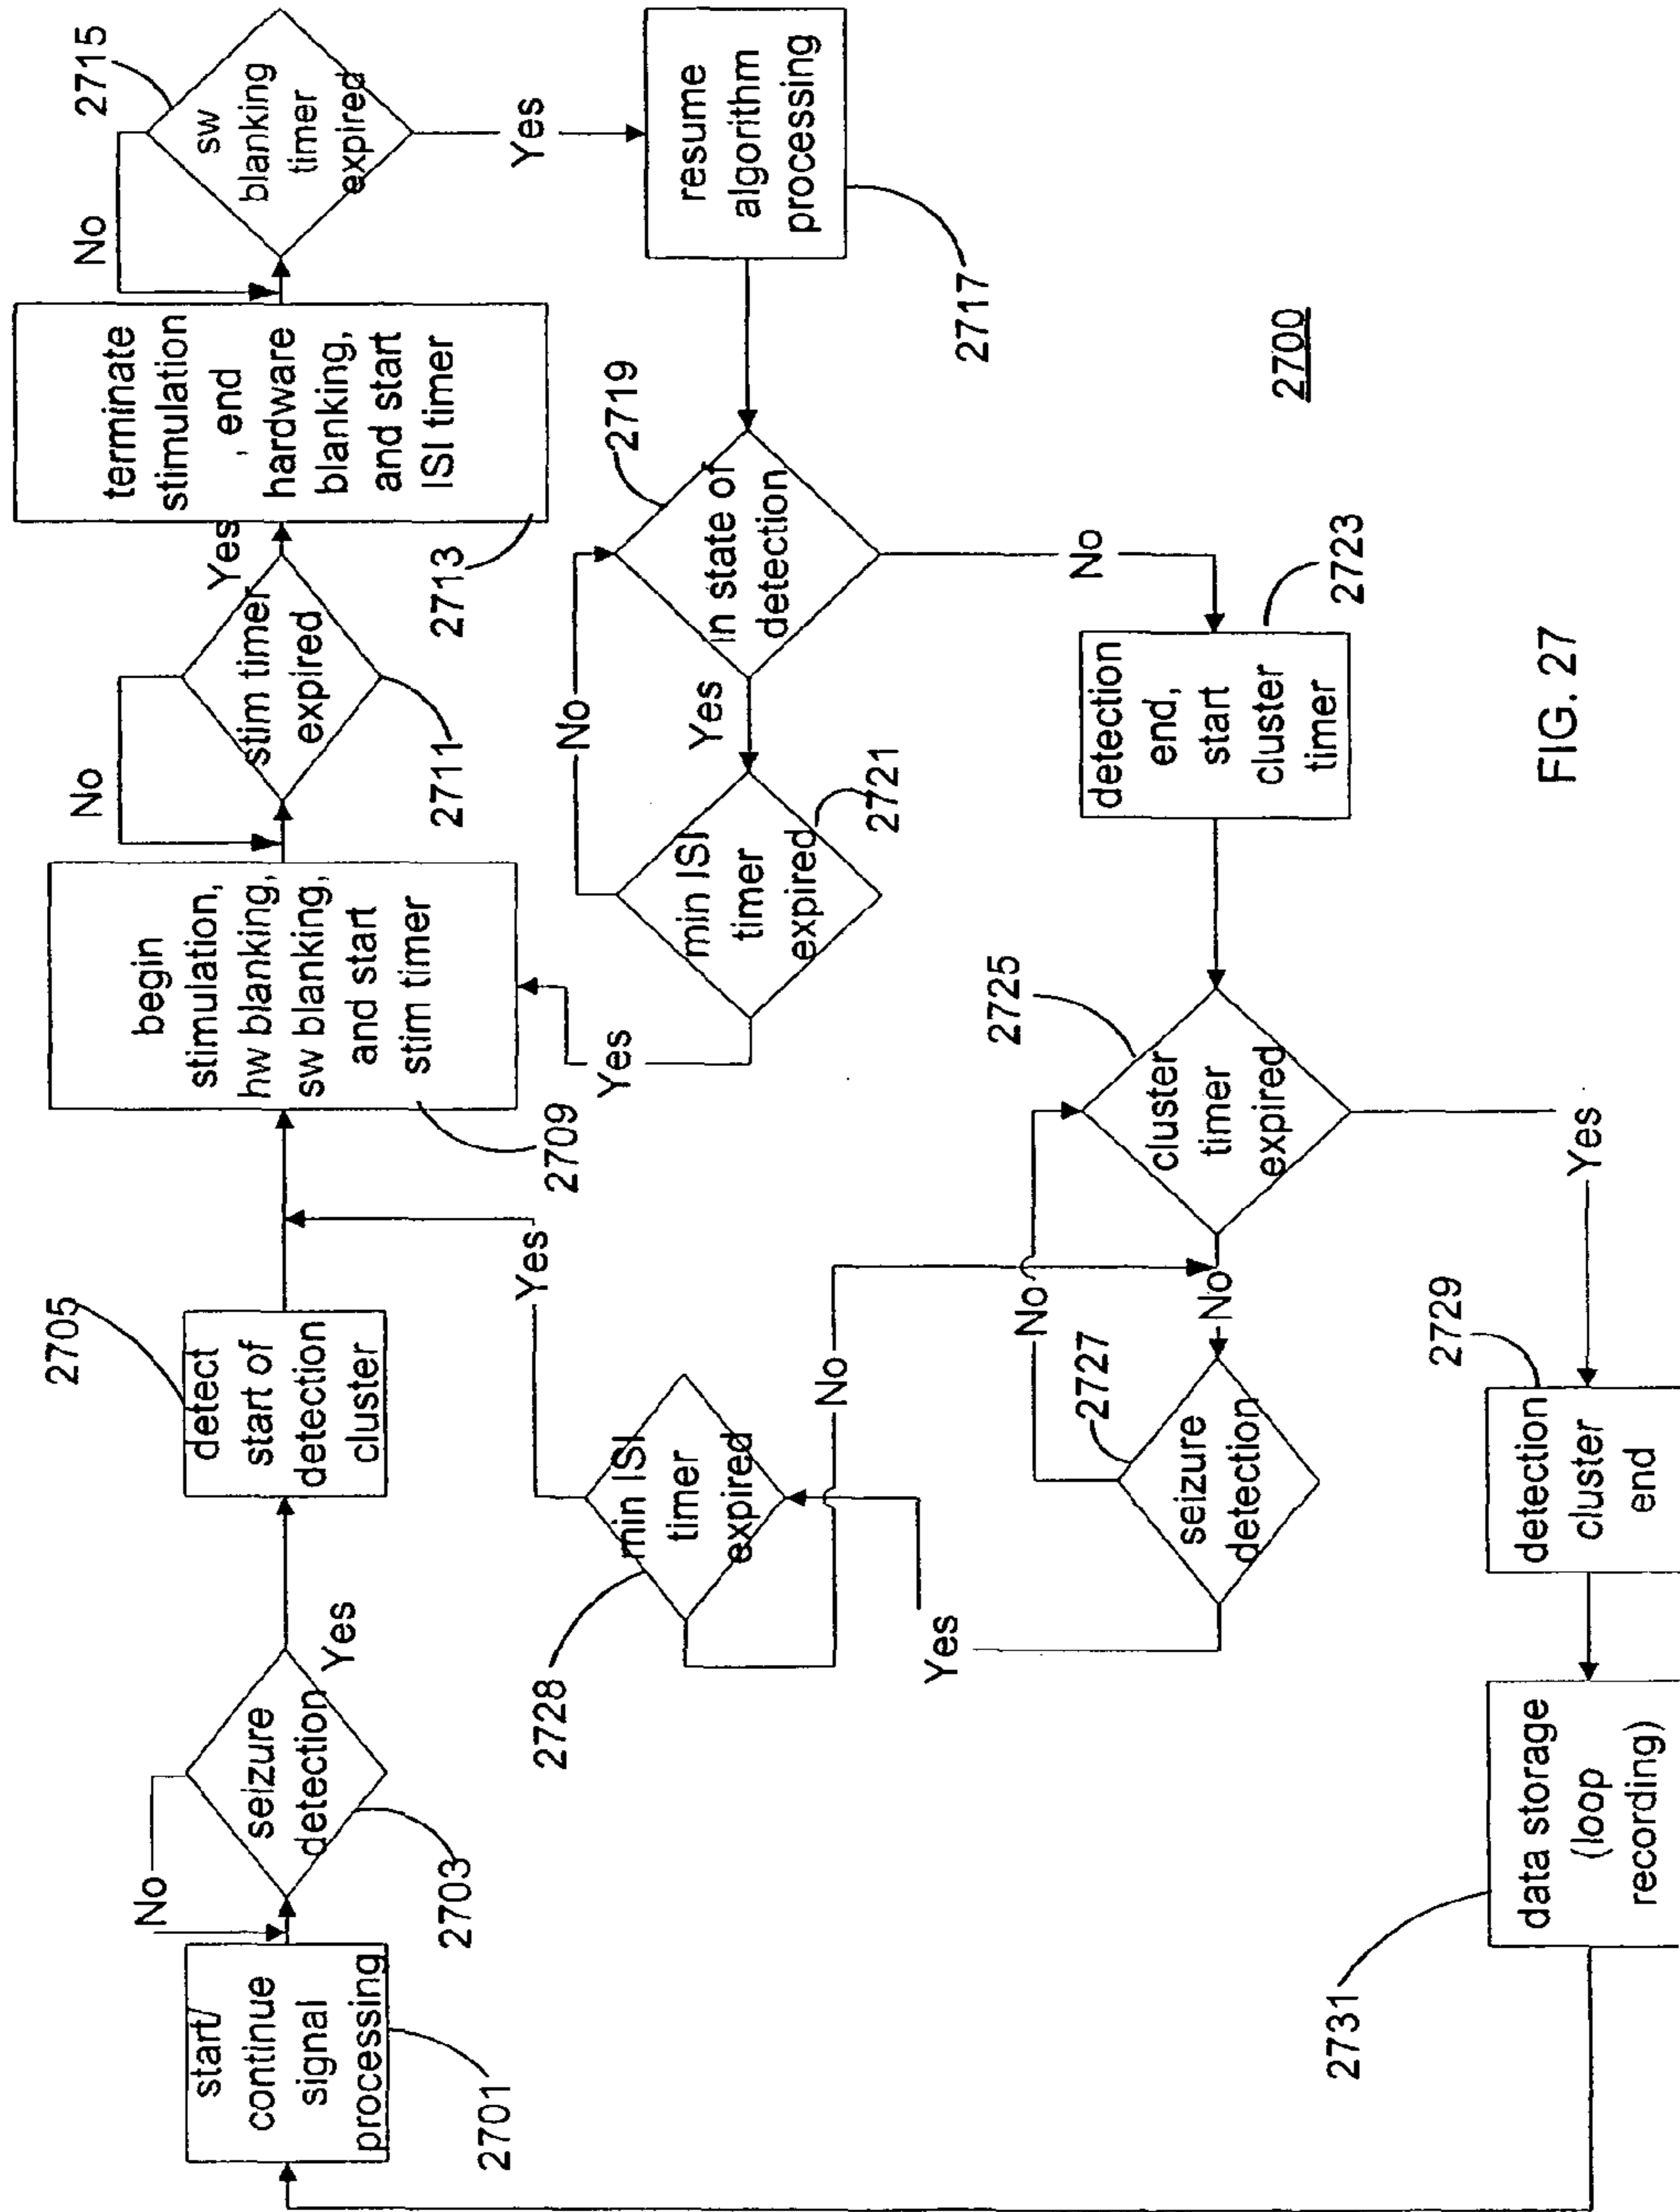 start/
continue
signal
processing
2701
No
seizure
detection
2703
Yes
2705
detect
start of
detection
cluster
begin
stimulation,
hw blanking,
sw blanking,
and start
stim timer
2709
No
stim timer
expired
2711
Yes
terminate
stimulation
, end
hardware
blanking,
and start
ISI timer
2713
No
sw
blanking
timer
expired
2715
Yes
resume
algorithm
processing
2717
In state of
detection
2719
No
Yes
min ISI
timer
expired
2721
Yes
No
detection
end,
start
cluster
timer
2723
cluster
timer
expired
2725
No
Yes
seizure
detection
2727
No
Yes
min ISI
timer
expired
2728
Yes
No
detection
cluster
end
2729
data storage
(loop
recording)
2731
2700
FIG. 27